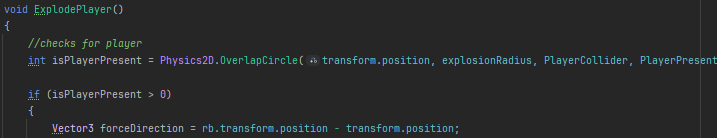 void ExplodePlayer()
{
//checks for player
int isPlayerPresent = Physics2D.OverlapCircle(transform.position, explosionRadius, PlayerCollider, PlayerPresent
if (isPlayerPresent > 0)
{
Vector3 forceDirection = rb.transform.position - transform.position;